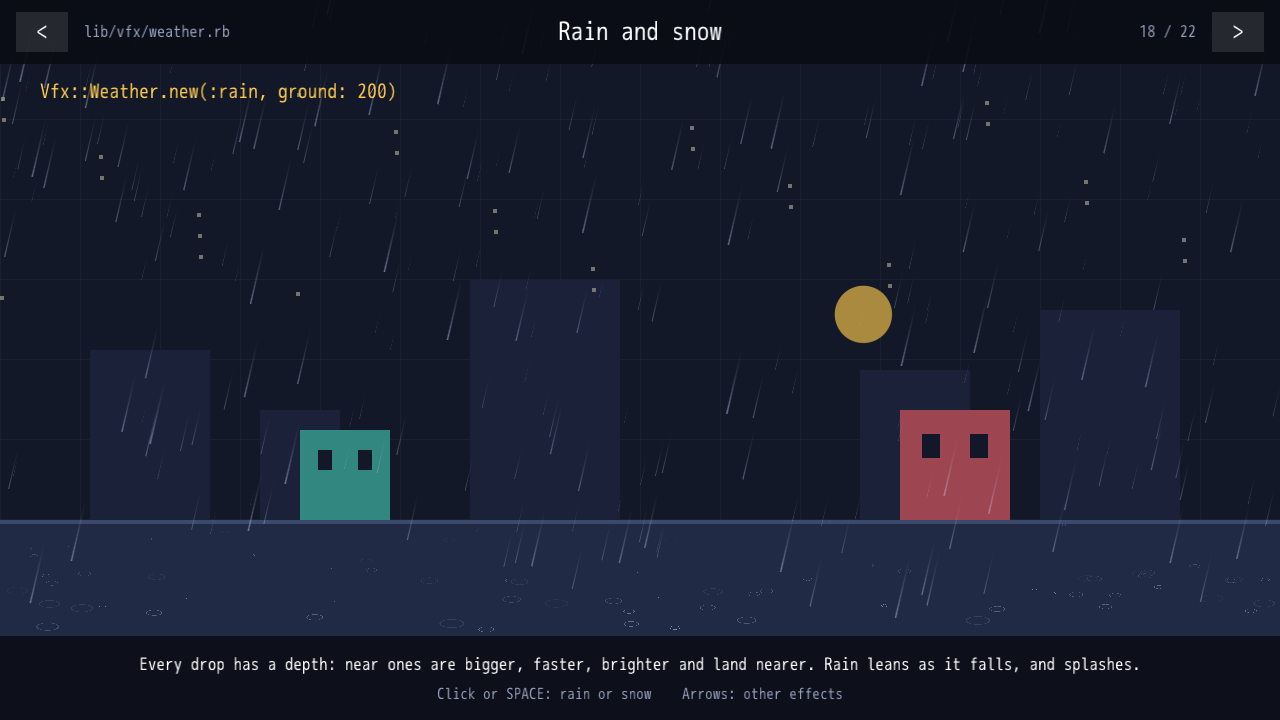 <
lib/vfx/weather.rb
Rain and snow
18 / 22
>
Vfx::Weather.new(:rain, ground: 200)
Every drop has a depth: near ones are bigger, faster, brighter and land nearer. Rain leans as it falls, and splashes.
Click or SPACE: rain or snow    Arrows: other effects